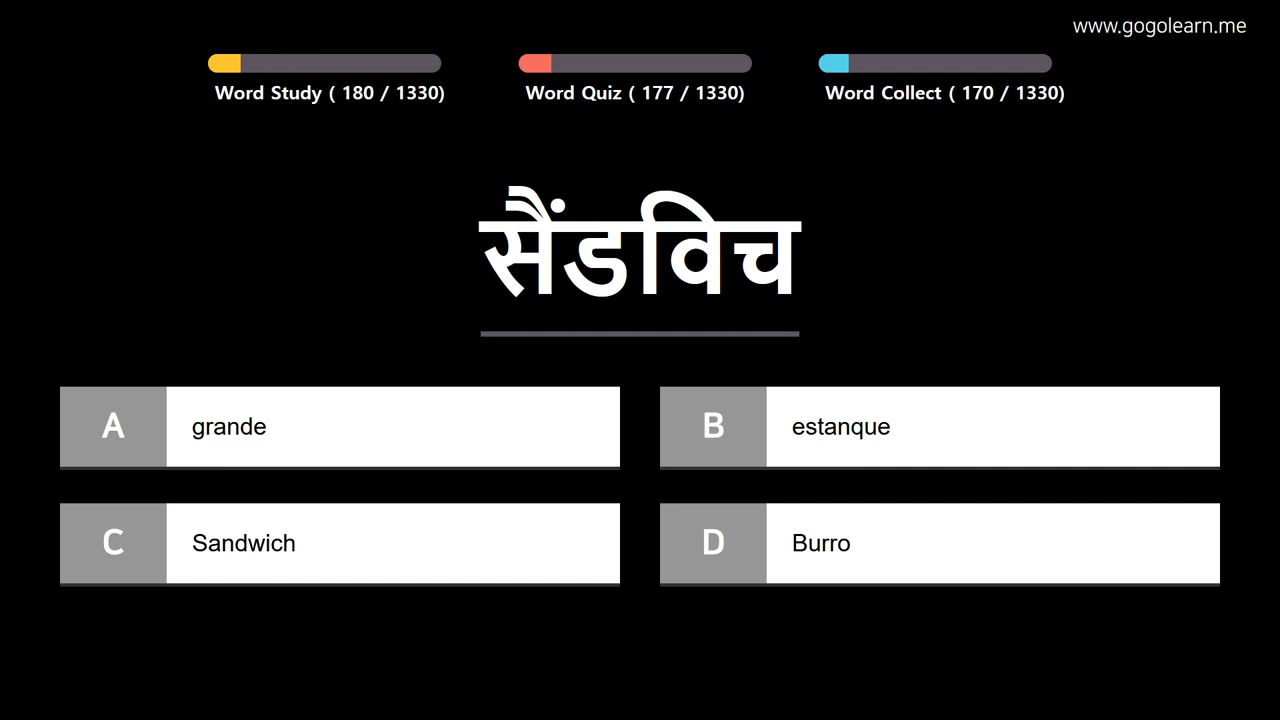 www.gogolearn.me
Word Study ( 180 / 1330)
Word Quiz ( 177 / 1330)
Word Collect ( 170 / 1330)
सैंडविच
A grande
B estanque
C Sandwich
D Burro